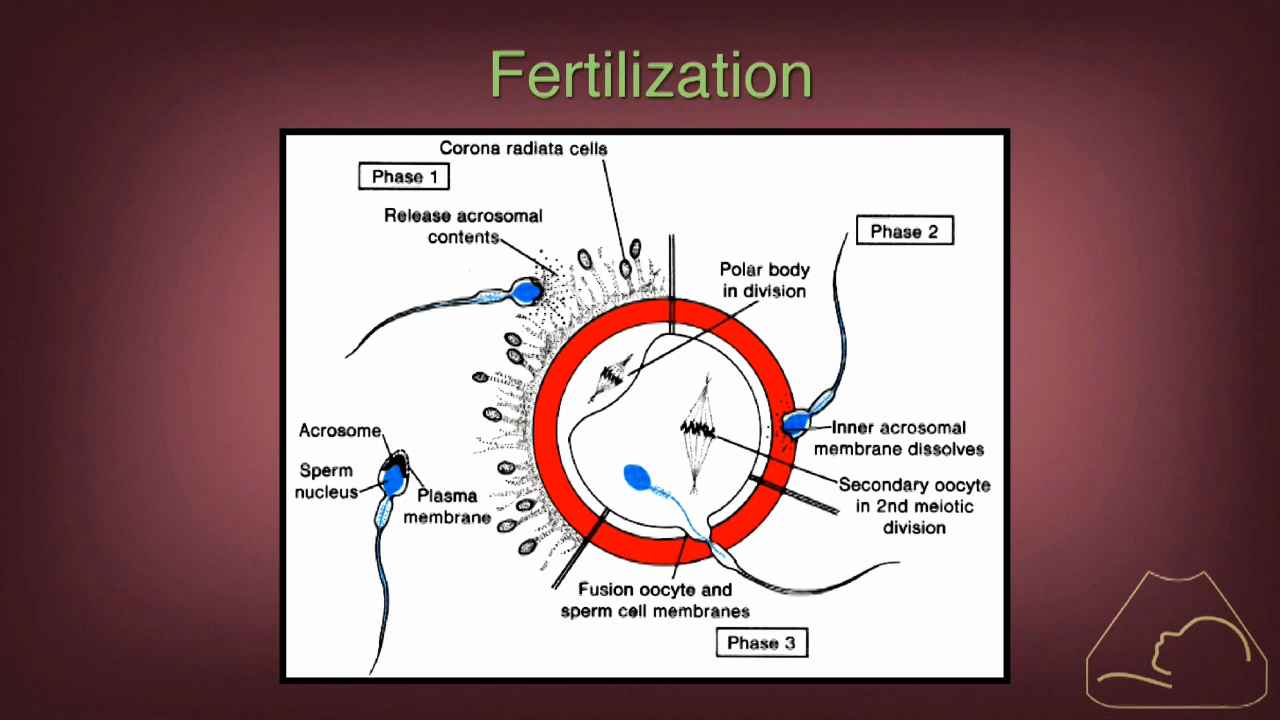 Fertilization
Corona radiata cells
Phase 1
Release acrosomal
contents
Phase 2
Polar body
in division
Acrosome
Sperm
nucleus
Plasma
membrane
Inner acrosomal
membrane dissolves
Secondary oocyte
in 2nd meiotic
division
Fusion oocyte and
sperm cell membranes
Phase 3